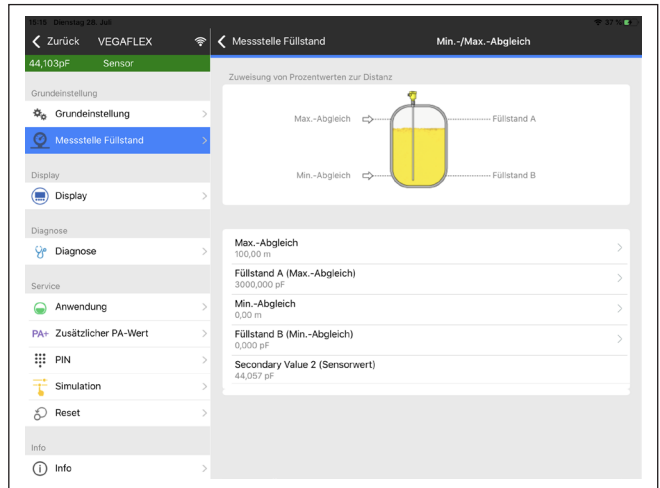 15:15 Dienstag 28. Juli
37 %
Zurück VEGAFLEX
Messstelle Füllstand
Min.-/Max.-Abgleich
44,103pF Sensor
Grundeinstellung
Grundeinstellung
Messstelle Füllstand
Display
Display
Diagnose
Diagnose
Service
Anwendung
PA+ Zusätzlicher PA-Wert
PIN
Simulation
Reset
Info
Info
Zuweisung von Prozentwerten zur Distanz
Max.-Abgleich
Füllstand A
Min.-Abgleich
Füllstand B
Max.-Abgleich
100,00 m
Füllstand A (Max.-Abgleich)
3000,000 pF
Min.-Abgleich
0,00 m
Füllstand B (Min.-Abgleich)
0,000 pF
Secondary Value 2 (Sensorwert)
44,057 pF